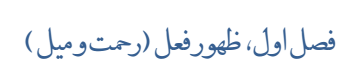 فصل اول، ظهور فعل (رحمت و میل)